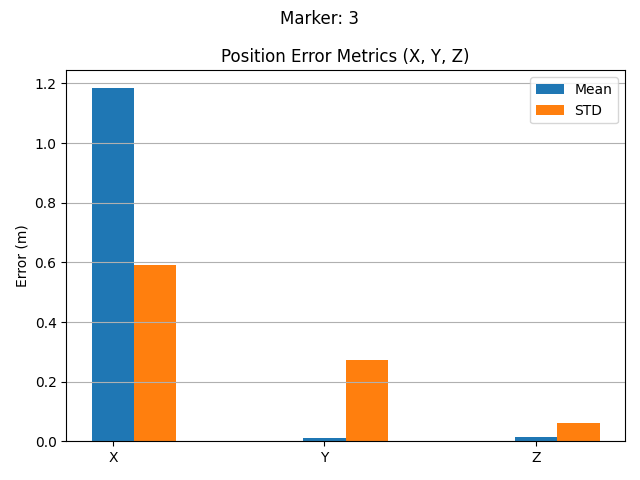 Marker: 3
Position Error Metrics (X, Y, Z)
Mean
STD
Error (m)
1.2
1.0
0.8
0.6
0.4
0.2
0.0
X
Y
Z